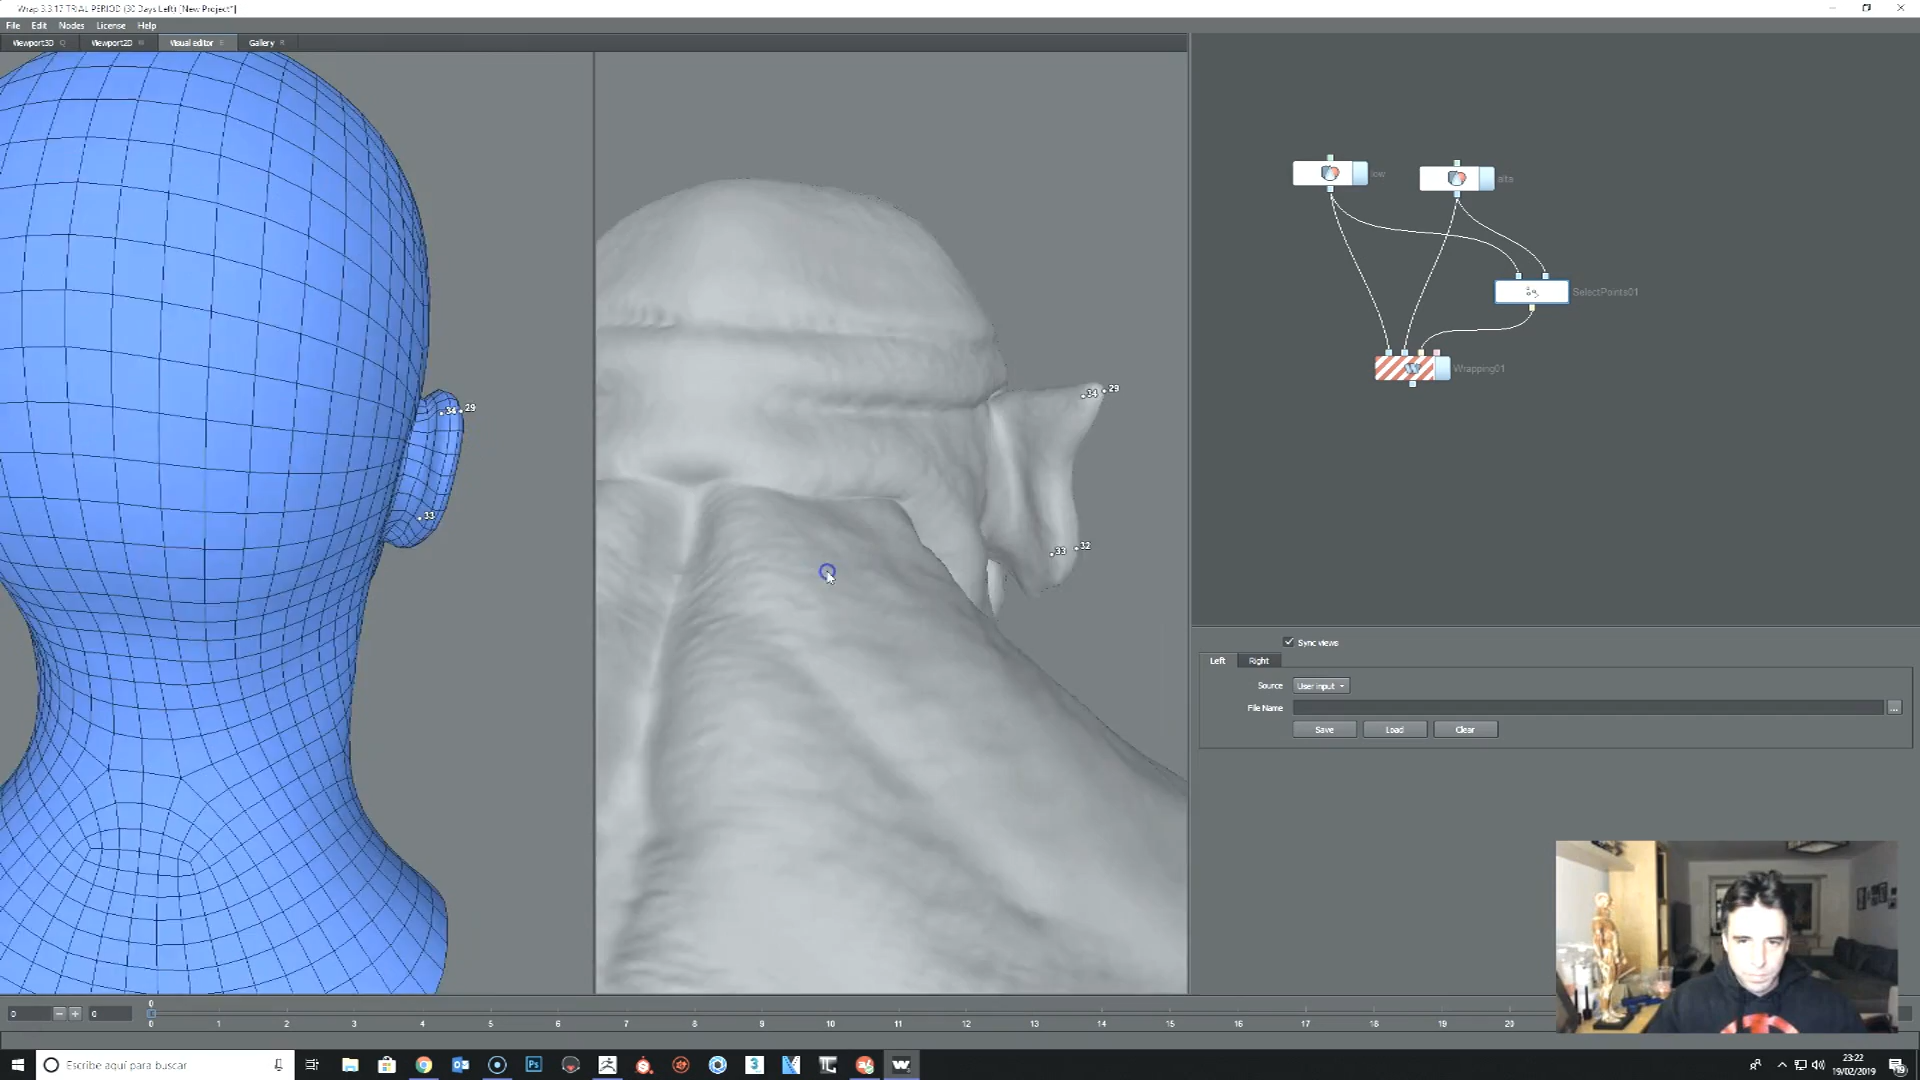 Wrap 3.3.17 TRIAL PERIOD (30 Days Left) [New Project*]
File Edit Nodes License Help
Viewport3D Q Viewport2D W Visual editor E Gallery R
low
alta
SelectPoints01
Wrapping01
34 29
33
34 29
33 32
Sync views
Left Right
Source User input
File Name ...
Save Load Clear
0 0 0
0 1 2 3 4 5 6 7 8 9 10 11 12 13 14 15 16 17 18 19 20
Escribe aquí para buscar
Ps
3
23:22
19/02/2019